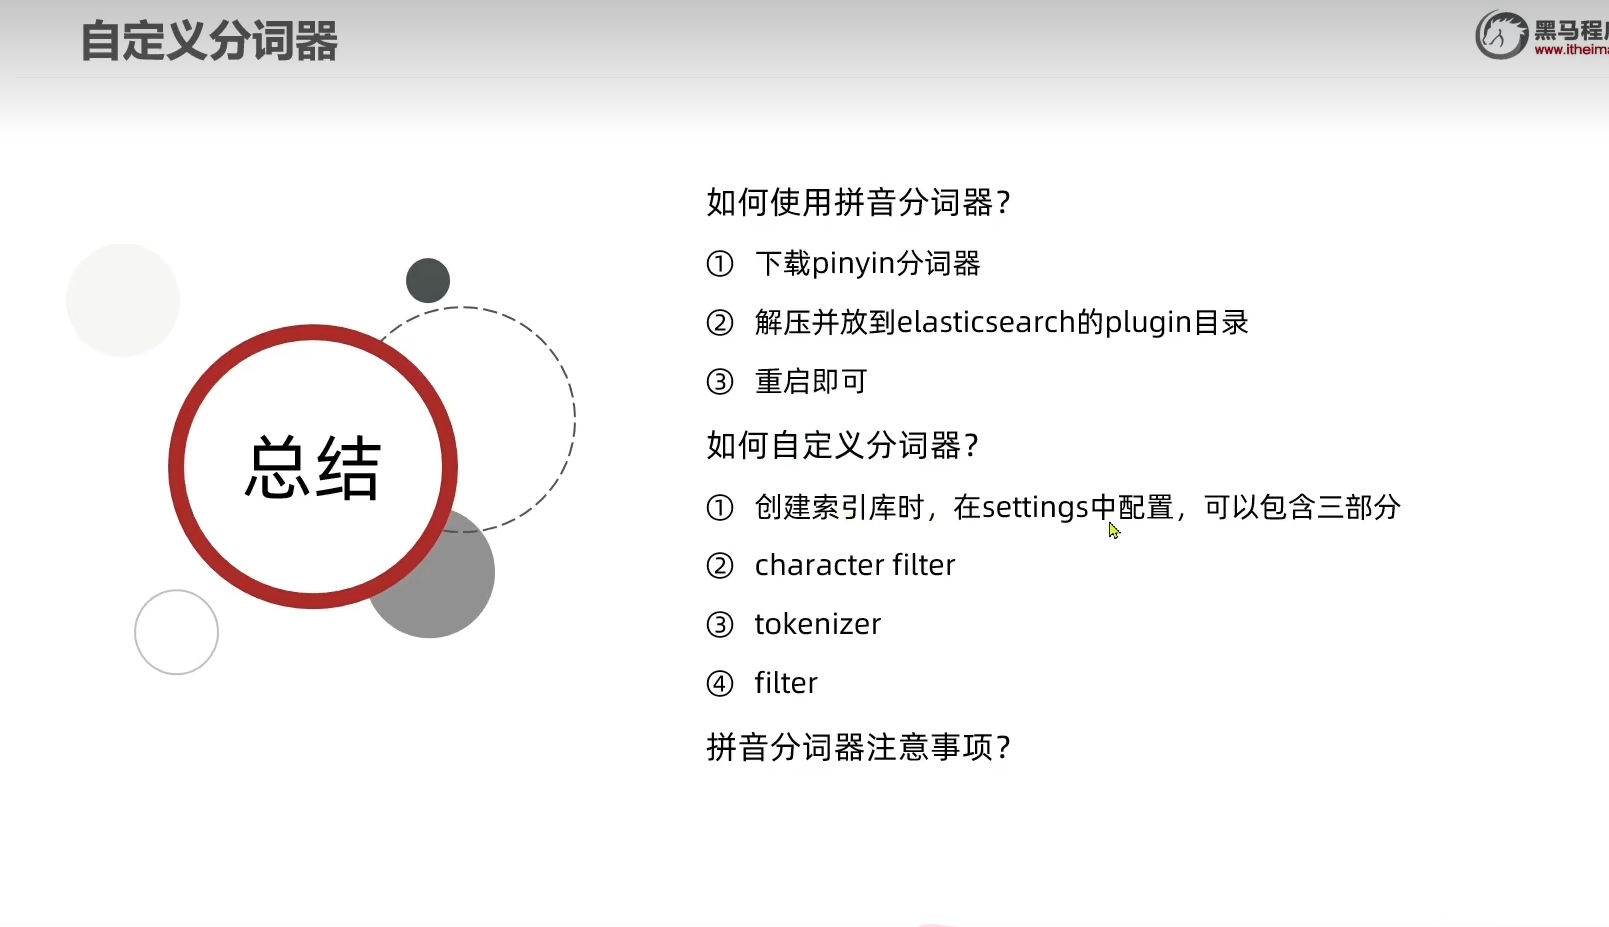 自定义分词器
黑马程
www.itheima
如何使用拼音分词器？
① 下载pinyin分词器
② 解压并放到elasticsearch的plugin目录
③ 重启即可
总结
如何自定义分词器？
① 创建索引库时，在settings中配置，可以包含三部分
② character filter
③ tokenizer
④ filter
拼音分词器注意事项？